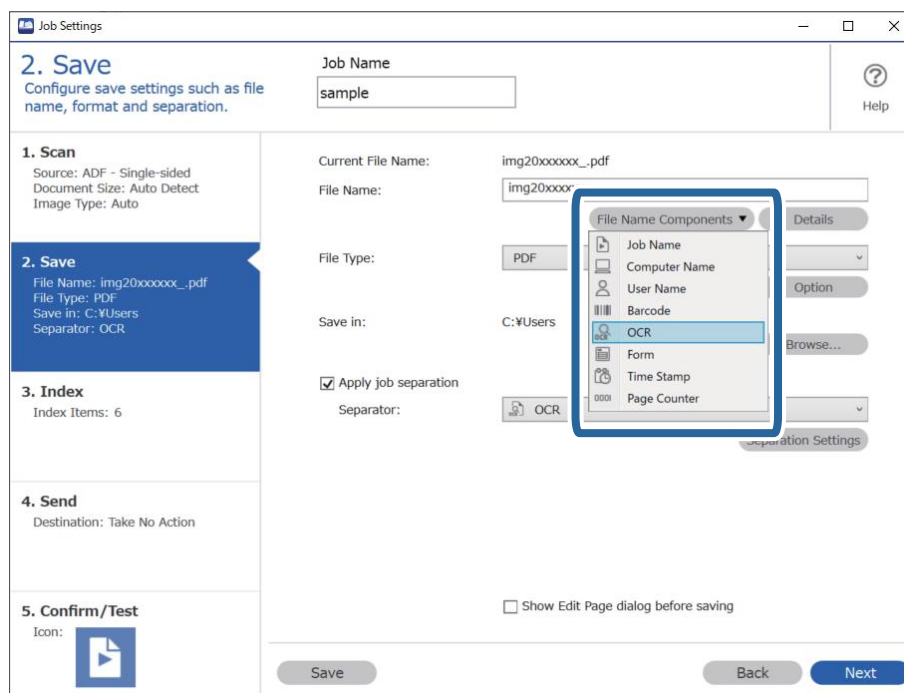 Job Settings
2. Save
Configure save settings such as file
name, format and separation.
Job Name
sample
Help
1. Scan
Source: ADF - Single-sided
Document Size: Auto Detect
Image Type: Auto
2. Save
File Name: img20xxxxxx_.pdf
File Type: PDF
Save in: C:¥Users
Separator: OCR
3. Index
Index Items: 6
4. Send
Destination: Take No Action
5. Confirm/Test
Icon:
Current File Name: img20xxxxxx_.pdf
File Name: img20xxxx
File Name Components ▼ Details
Job Name
Computer Name
User Name
Barcode
OCR
Form
Time Stamp
Page Counter
File Type: PDF
Option
Save in: C:¥Users
Browse...
Apply job separation
Separator: OCR
Separation Settings
Show Edit Page dialog before saving
Save Back Next